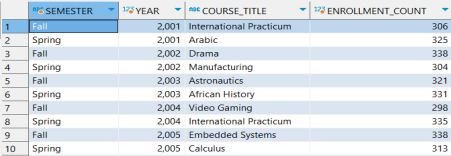 SEMESTER 123 YEAR ABC COURSE_TITLE 123 ENROLLMENT_COUNT
1 Fall 2,001 International Practicum 306
2 Spring 2,001 Arabic 325
3 Fall 2,002 Drama 338
4 Spring 2,002 Manufacturing 304
5 Fall 2,003 Astronautics 321
6 Spring 2,003 African History 331
7 Fall 2,004 Video Gaming 298
8 Spring 2,004 International Practicum 335
9 Fall 2,005 Embedded Systems 338
10 Spring 2,005 Calculus 313